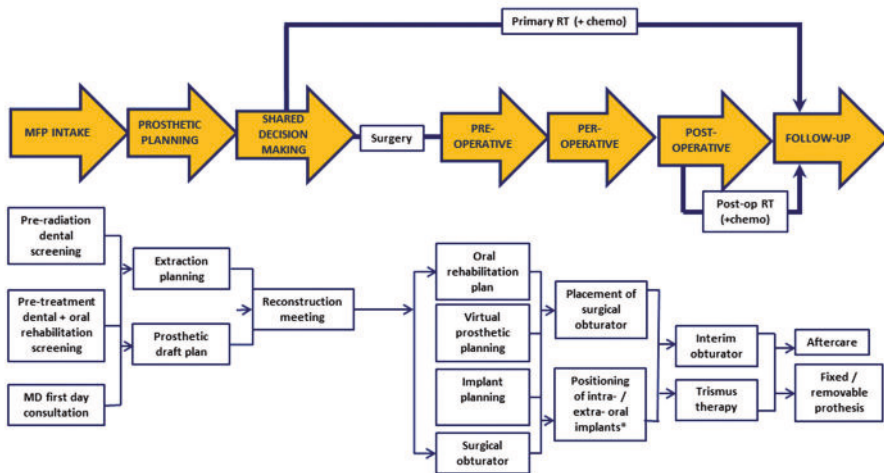 Primary RT (+ chemo)
MFP INTAKE
PROSTHETIC
PLANNING
SHARED
DECISION
MAKING
Surgery
PRE-
OPERATIVE
PER-
OPERATIVE
POST-
OPERATIVE
FOLLOW-UP
Post-op RT
(+chemo)
Pre-radiation
dental
screening
Pre-treatment
dental + oral
rehabilitation
screening
MD first day
consultation
Extraction
planning
Prosthetic
draft plan
Reconstruction
meeting
Oral
rehabilitation
plan
Virtual
prosthetic
planning
Implant
planning
Surgical
obturator
Placement of
surgical
obturator
Positioning
of intra- /
extra- oral
implants*
Interim
obturator
Trismus
therapy
Aftercare
Fixed /
removable
prothesis